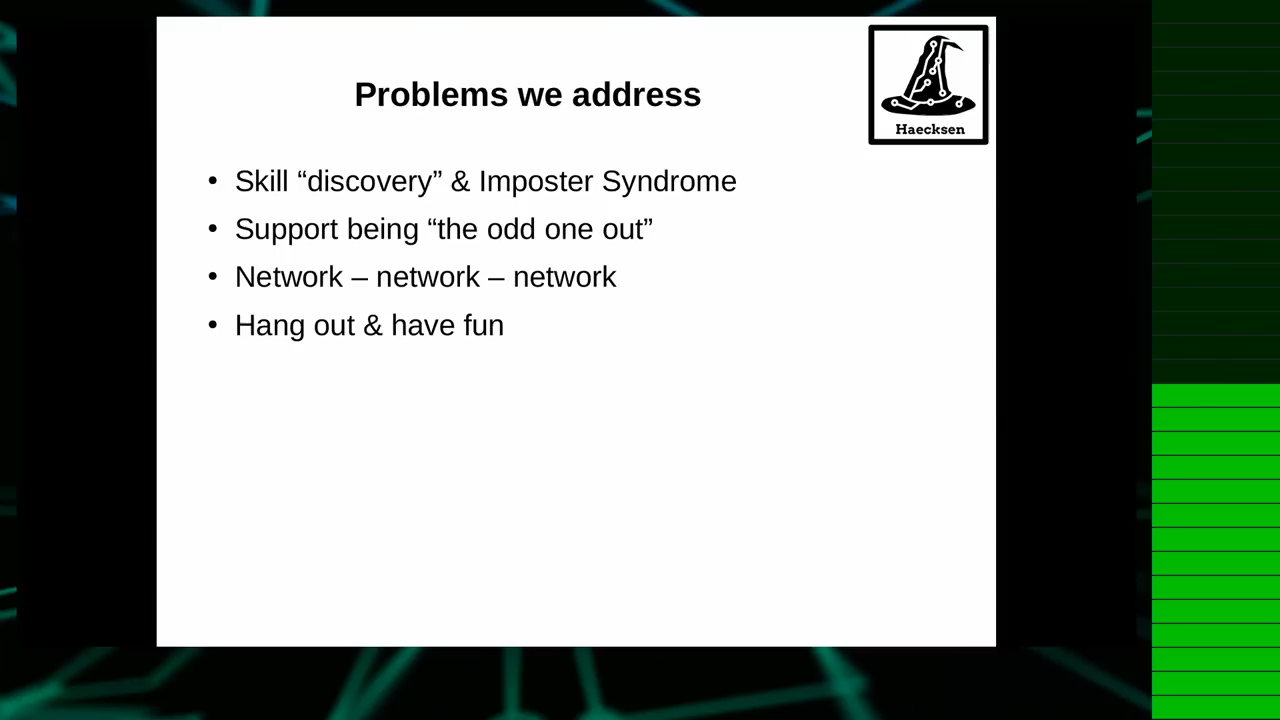 Problems we address
Haecksen
• Skill “discovery” & Imposter Syndrome
• Support being “the odd one out”
• Network – network – network
• Hang out & have fun